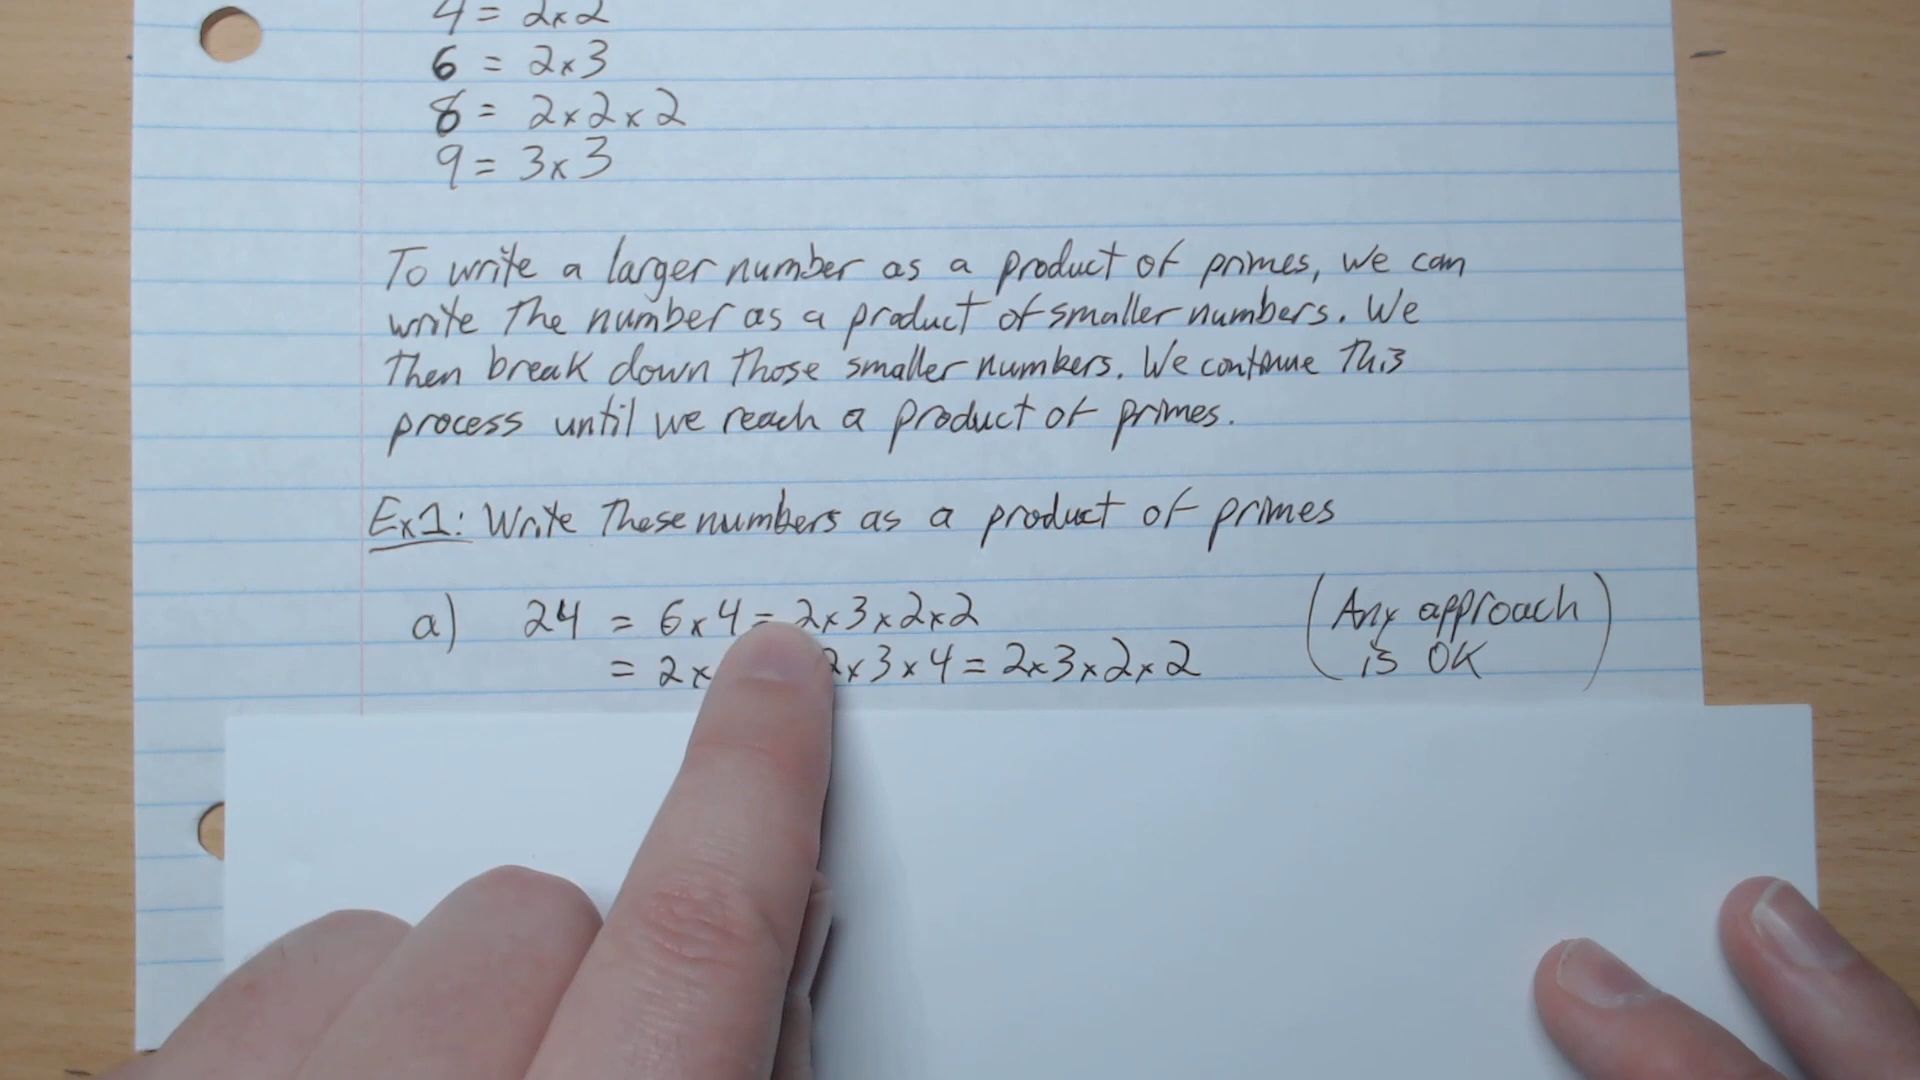 4 = 2x2
6 = 2x3
8 = 2x2x2
9 = 3x3
To write a larger number as a product of primes, we can
write the number as a product of smaller numbers. We
then break down those smaller numbers. We continue this
process until we reach a product of primes.
Ex1: Write these numbers as a product of primes
a) 24 = 6x4 = 2x3x2x2 (Any approach
= 2x 2x3x4 = 2x3x2x2 is OK)